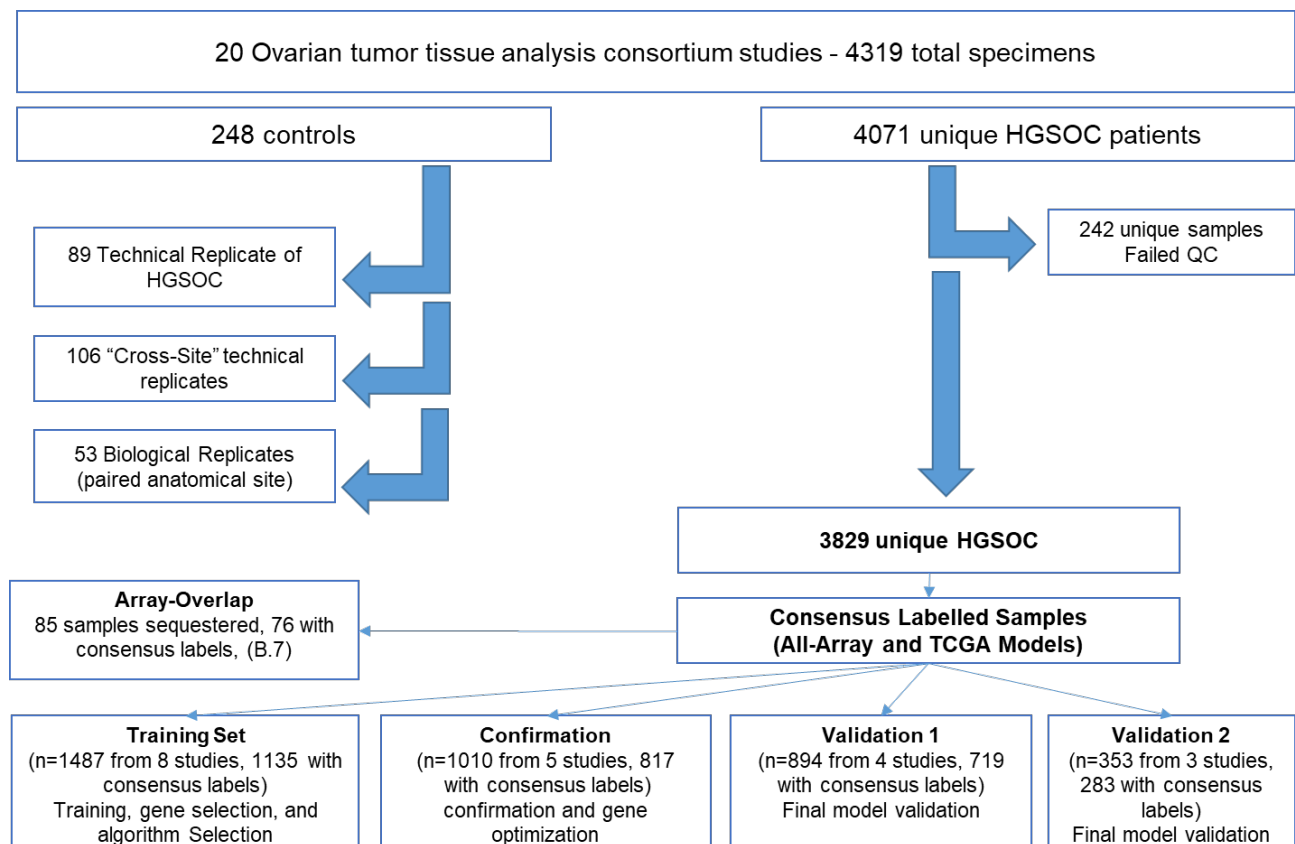 20 Ovarian tumor tissue analysis consortium studies - 4319 total specimens
248 controls
4071 unique HGSOC patients
89 Technical Replicate of
HGSOC
242 unique samples
Failed QC
106 “Cross-Site” technical
replicates
53 Biological Replicates
(paired anatomical site)
3829 unique HGSOC
Array-Overlap
85 samples sequestered, 76 with
consensus labels, (B.7)
Consensus Labelled Samples
(All-Array and TCGA Models)
Training Set
(n=1487 from 8 studies, 1135 with
consensus labels)
Training, gene selection, and
algorithm Selection
Confirmation
(n=1010 from 5 studies, 817
with consensus labels)
confirmation and gene
optimization
Validation 1
(n=894 from 4 studies, 719
with consensus labels)
Final model validation
Validation 2
(n=353 from 3 studies,
283 with consensus
labels)
Final model validation